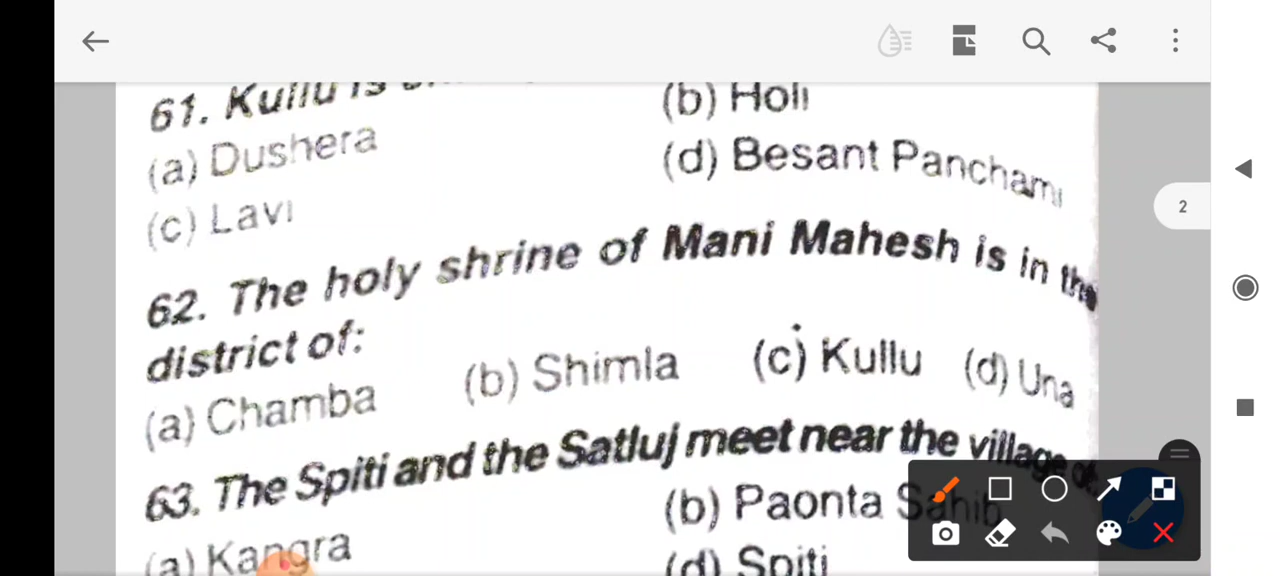 2
61. Kullu is
(a) Dushera
(b) Holi
(c) Lavi
(d) Besant Panchami
62. The holy shrine of Mani Mahesh is in the
district of:
(a) Chamba (b) Shimla (c) Kullu (d) Una
63. The Spiti and the Satluj meet near the village of:
(a) Kangra
(b) Paonta Sahib
(d) Spiti